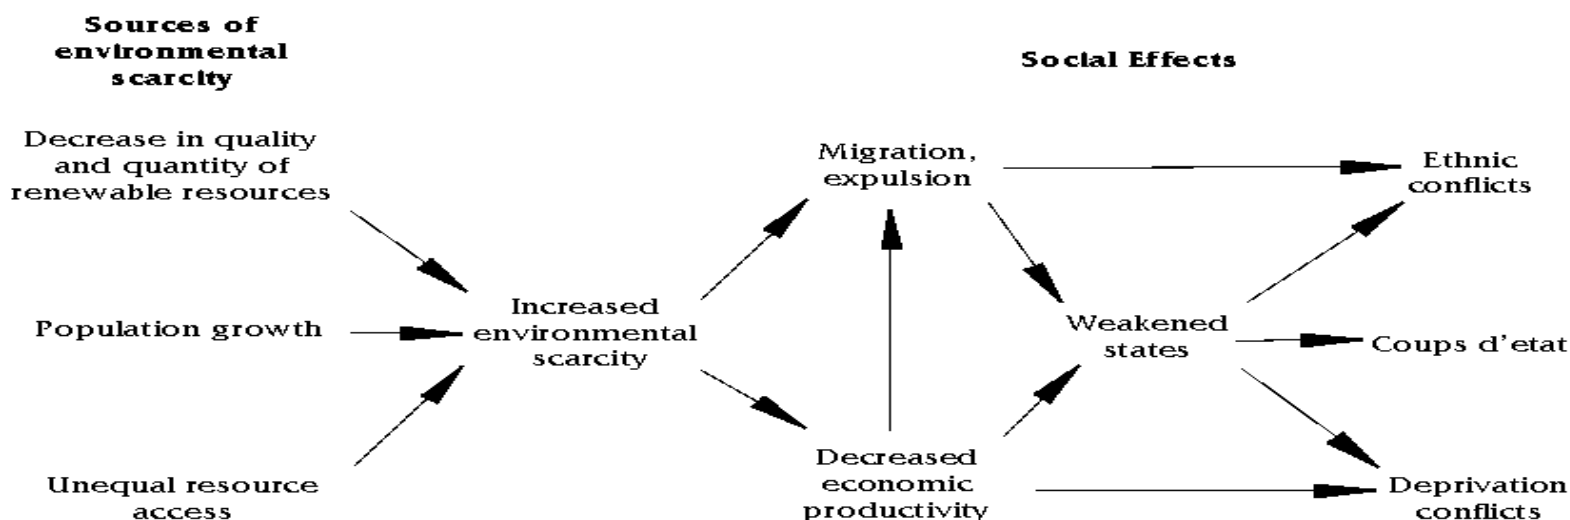 Sources of
environmental
scarcity
Social Effects
Decrease in quality
and quantity of
renewable resources
Migration,
expulsion
Ethnic
conflicts
Population growth
Increased
environmental
scarcity
Weakened
states
Coups d'etat
Unequal resource
access
Decreased
economic
productivity
Deprivation
conflicts